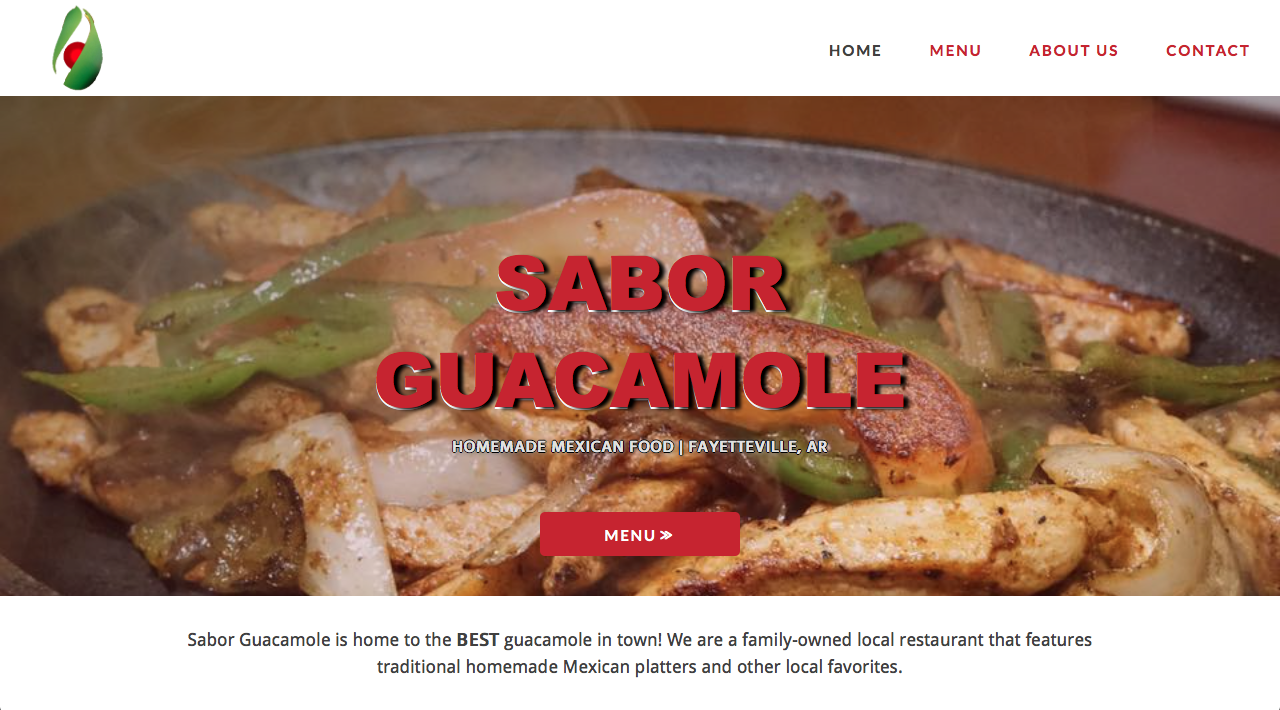 HOME MENU ABOUT US CONTACT
SABOR
GUACAMOLE
HOMEMADE MEXICAN FOOD | FAYETTEVILLE, AR
MENU »
Sabor Guacamole is home to the BEST guacamole in town! We are a family-owned local restaurant that features
traditional homemade Mexican platters and other local favorites.